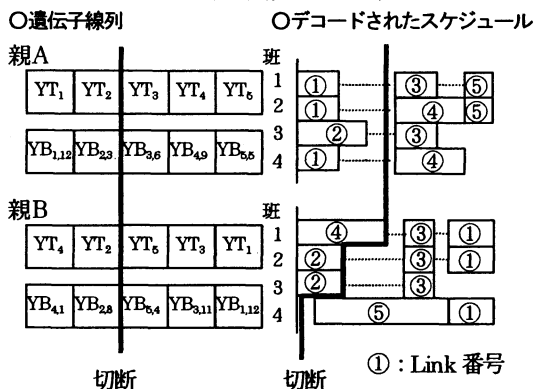 ○遺伝子線列 ○デコードされたスケジュール
親A 班
YT₁ YT₂ YT₃ YT₄ YT₅
YB₁,₁₂ YB₂,₃ YB₃,₆ YB₄,₉ YB₅,₅
1 ① ③ ⑤
2 ① ④ ⑤
3 ② ③
4 ① ④
親B 班
YT₄ YT₂ YT₅ YT₃ YT₁
YB₄,₁ YB₂,₈ YB₅,₄ YB₃,₁₁ YB₁,₁₂
1 ④ ③ ①
2 ② ③ ①
3 ② ③
4 ⑤ ①
①:Link 番号
切断 切断